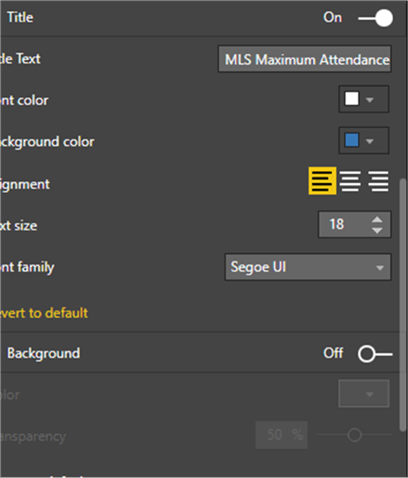 Title On
le Text MLS Maximum Attendance
nt color
ckground color
ignment
xt size 18
nt family Segoe UI
evert to default
Background Off
olor
ansparency 50 %